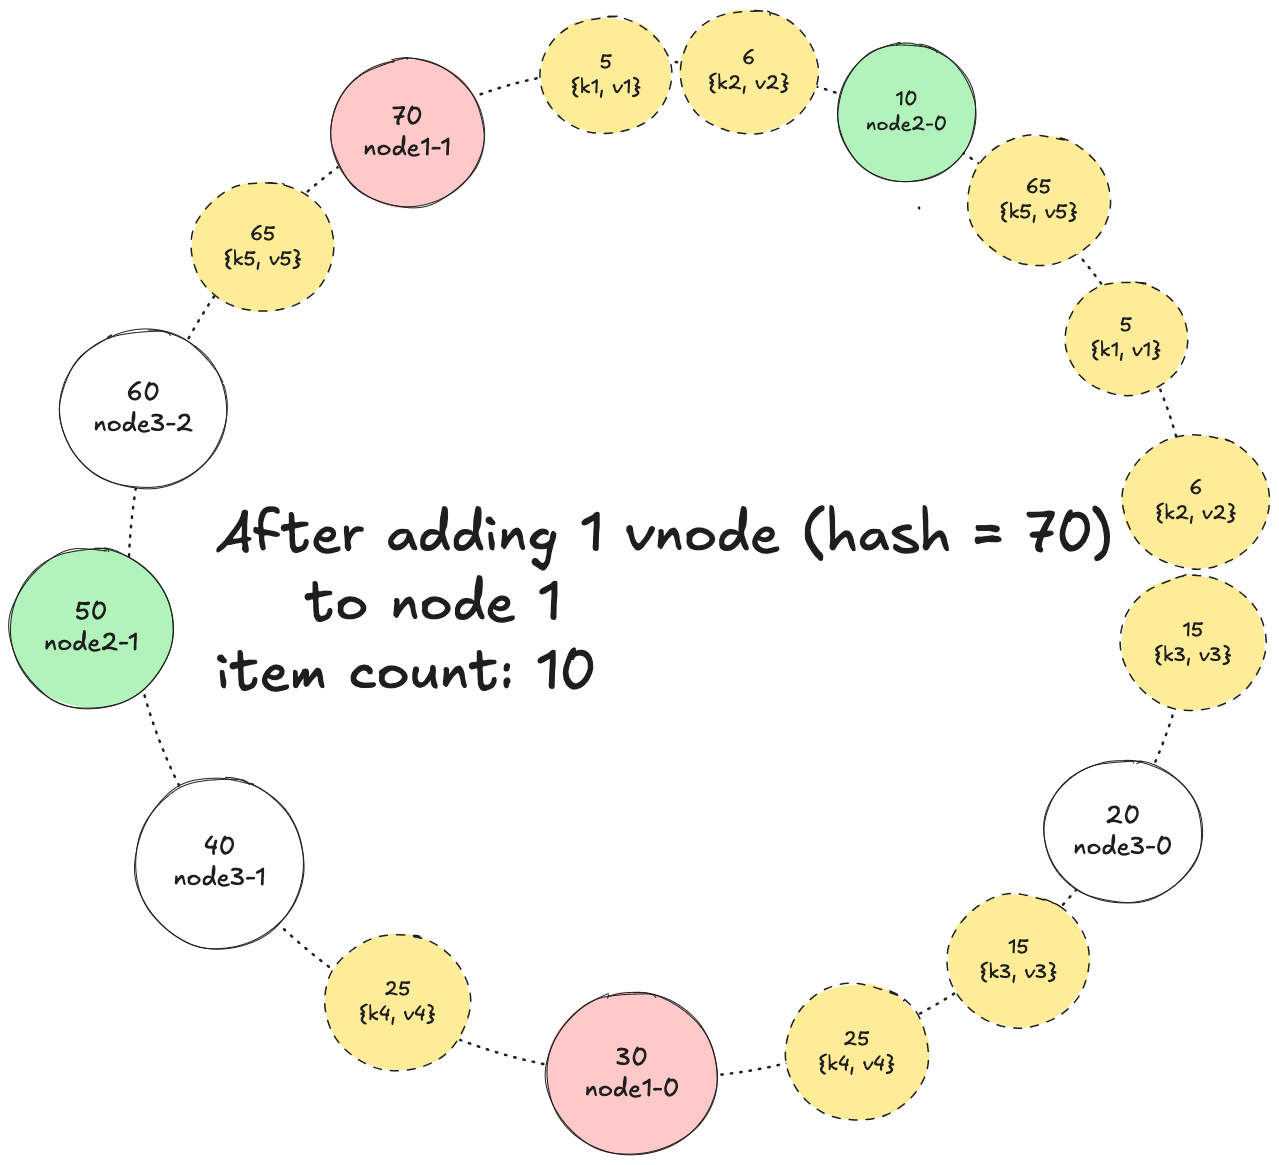 5
{k1, v1}
6
{k2, v2}
10
node2-0
70
node1-1
65
{k5, v5}
65
{k5, v5}
5
{k1, v1}
60
node3-2
6
{k2, v2}
After adding 1 vnode (hash = 70)
to node 1
item count: 10
50
node2-1
15
{k3, v3}
20
node3-0
40
node3-1
15
{k3, v3}
25
{k4, v4}
25
{k4, v4}
30
node1-0